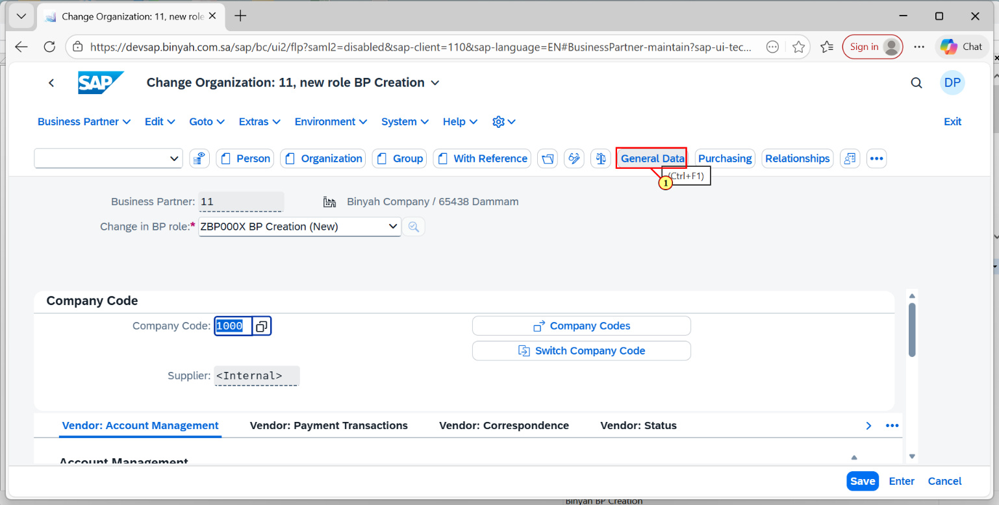 Change Organization: 11, new role
https://devsap.binyah.com.sa/sap/bc/ui2/flp?saml2=disabled&sap-client=110&sap-language=EN#BusinessPartner-maintain?sap-ui-tec...
Sign in
Chat
SAP
Change Organization: 11, new role BP Creation
DP
Business Partner Edit Goto Extras Environment System Help
Exit
Person Organization Group With Reference General Data Purchasing Relationships
(Ctrl+F1)
1
Business Partner: 11 Binyah Company / 65438 Dammam
Change in BP role:* ZBP000X BP Creation (New)
Company Code
Company Code: 1000 Company Codes
Switch Company Code
Supplier: <Internal>
Vendor: Account Management Vendor: Payment Transactions Vendor: Correspondence Vendor: Status
Account Management
Save Enter Cancel
Binyah BP Creation